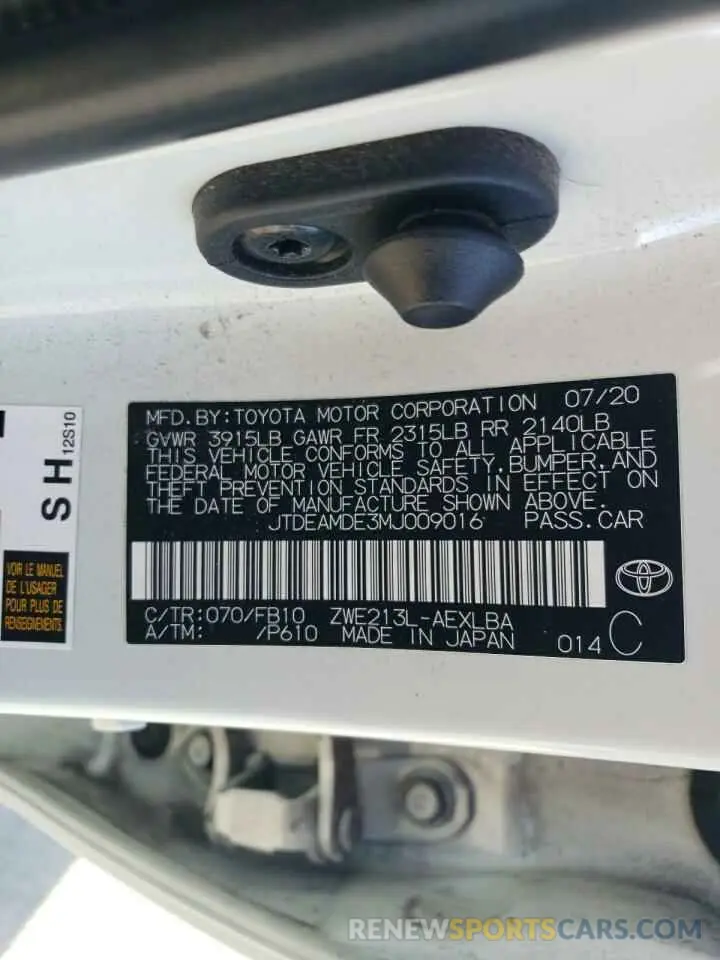 MFD.BY:TOYOTA MOTOR CORPORATION 07/20
GVWR 3915LB GAWR FR 2315LB RR 2140LB
THIS VEHICLE CONFORMS TO ALL APPLICABLE
FEDERAL MOTOR VEHICLE SAFETY,BUMPER,AND
THEFT PREVENTION STANDARDS IN EFFECT ON
THE DATE OF MANUFACTURE SHOWN ABOVE.
JTDEAMDE3MJ009016 PASS.CAR
C/TR:070/FB10 ZWE213L-AEXLBA
A/TM: /P610 MADE IN JAPAN 014 C
S H 12S10
VOIR LE MANUEL
DE L'USAGER
POUR PLUS DE
RENSEIGNEMENTS.
RENEWSPORTSCARS.COM